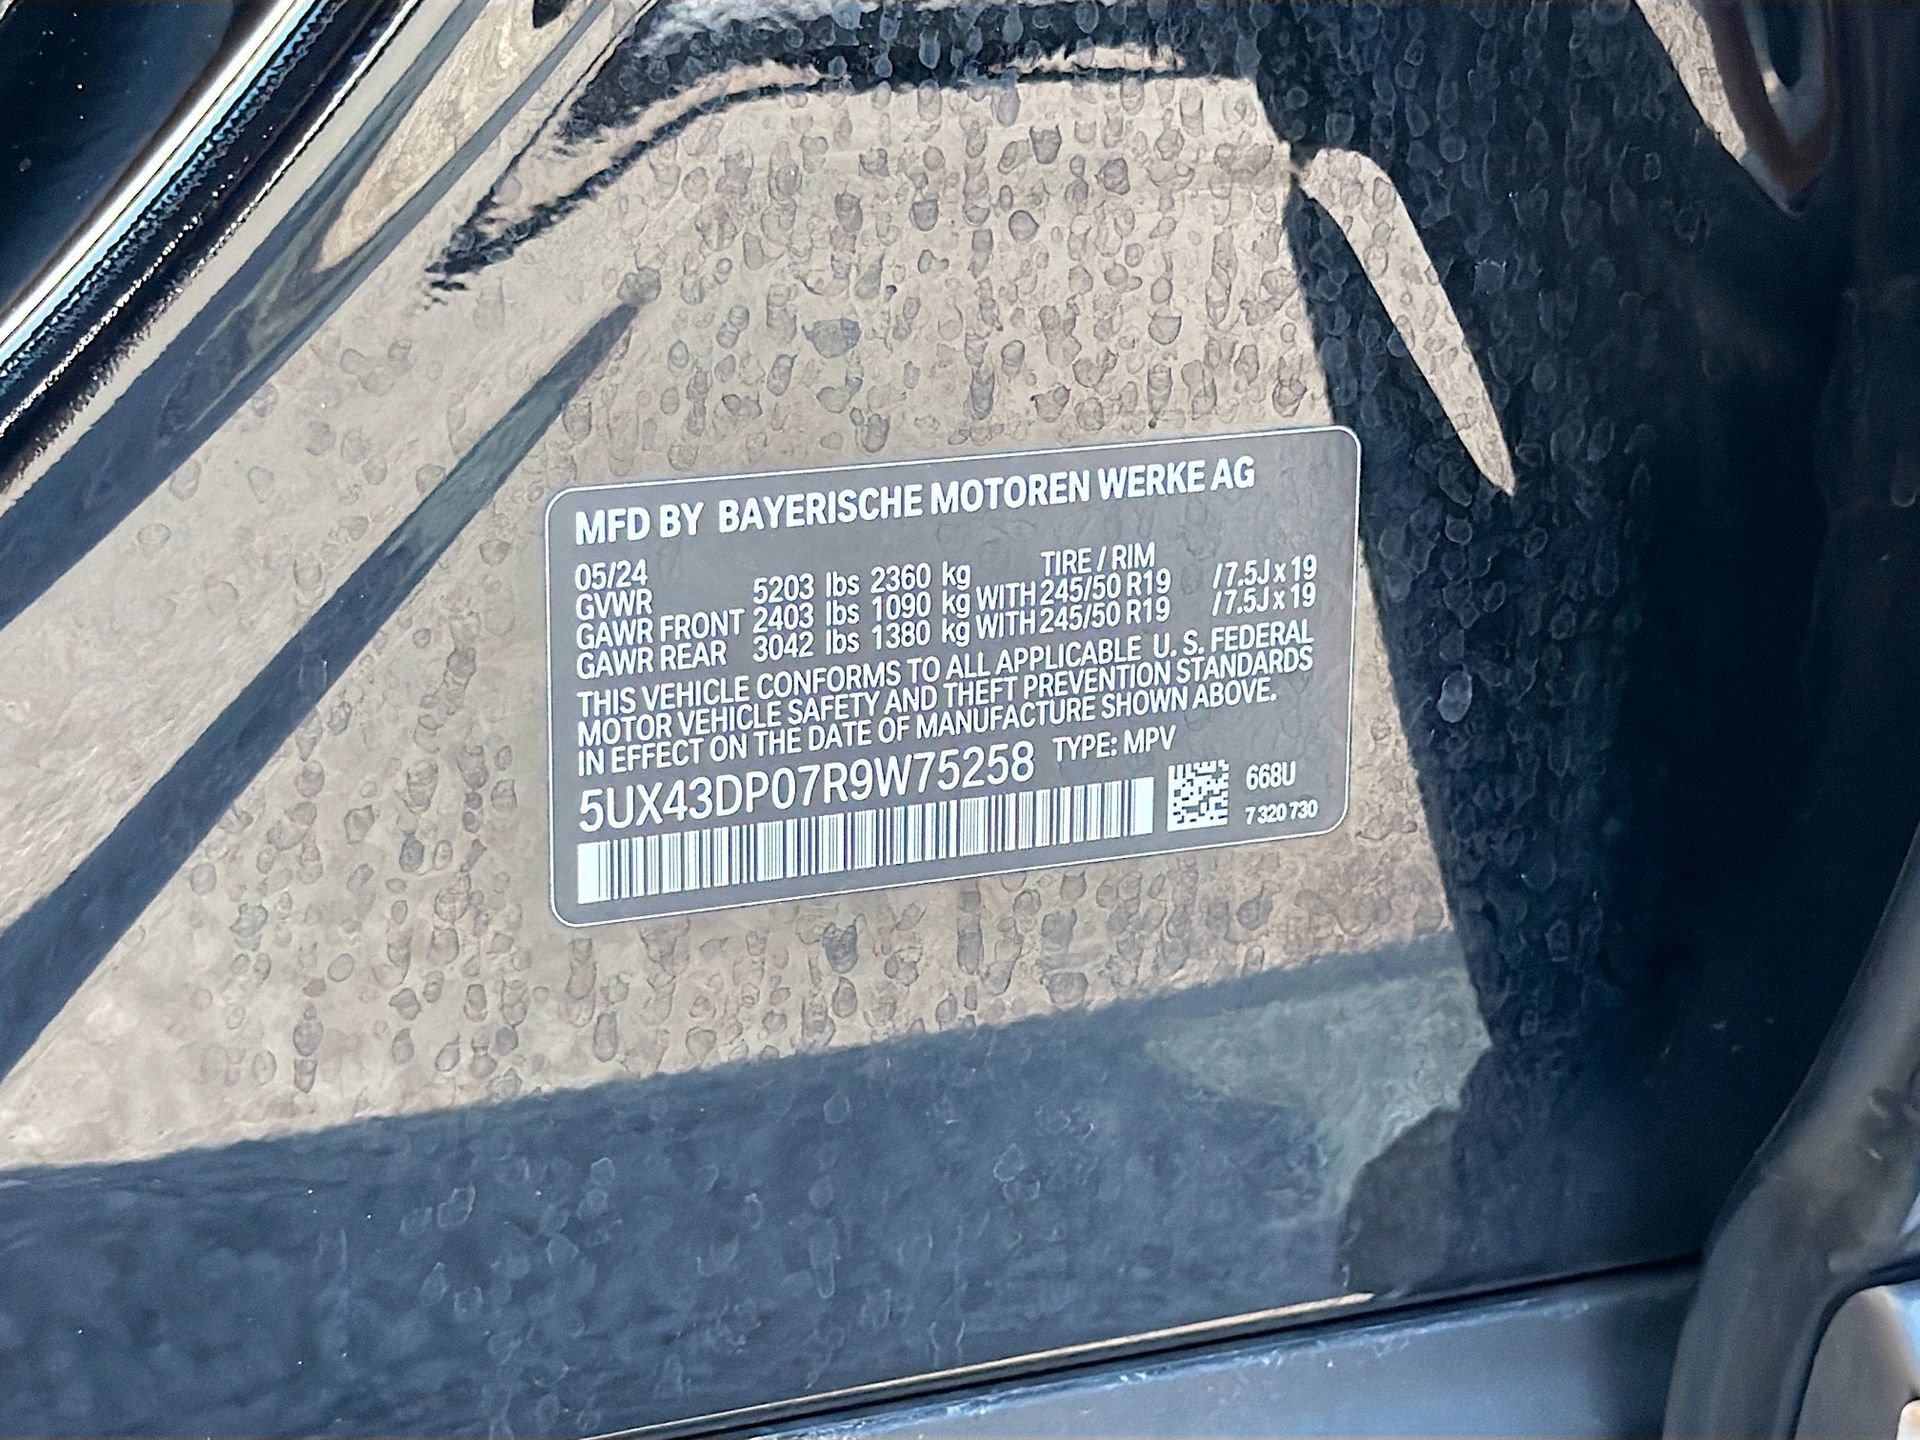 MFD BY BAYERISCHE MOTOREN WERKE AG
05/24 TIRE / RIM
GVWR 5203 lbs 2360 kg
GAWR FRONT 2403 lbs 1090 kg WITH 245/50 R19 /7.5J x 19
GAWR REAR 3042 lbs 1380 kg WITH 245/50 R19 /7.5J x 19
THIS VEHICLE CONFORMS TO ALL APPLICABLE U. S. FEDERAL
MOTOR VEHICLE SAFETY AND THEFT PREVENTION STANDARDS
IN EFFECT ON THE DATE OF MANUFACTURE SHOWN ABOVE.
5UX43DP07R9W75258 TYPE: MPV
668U
7 320 730